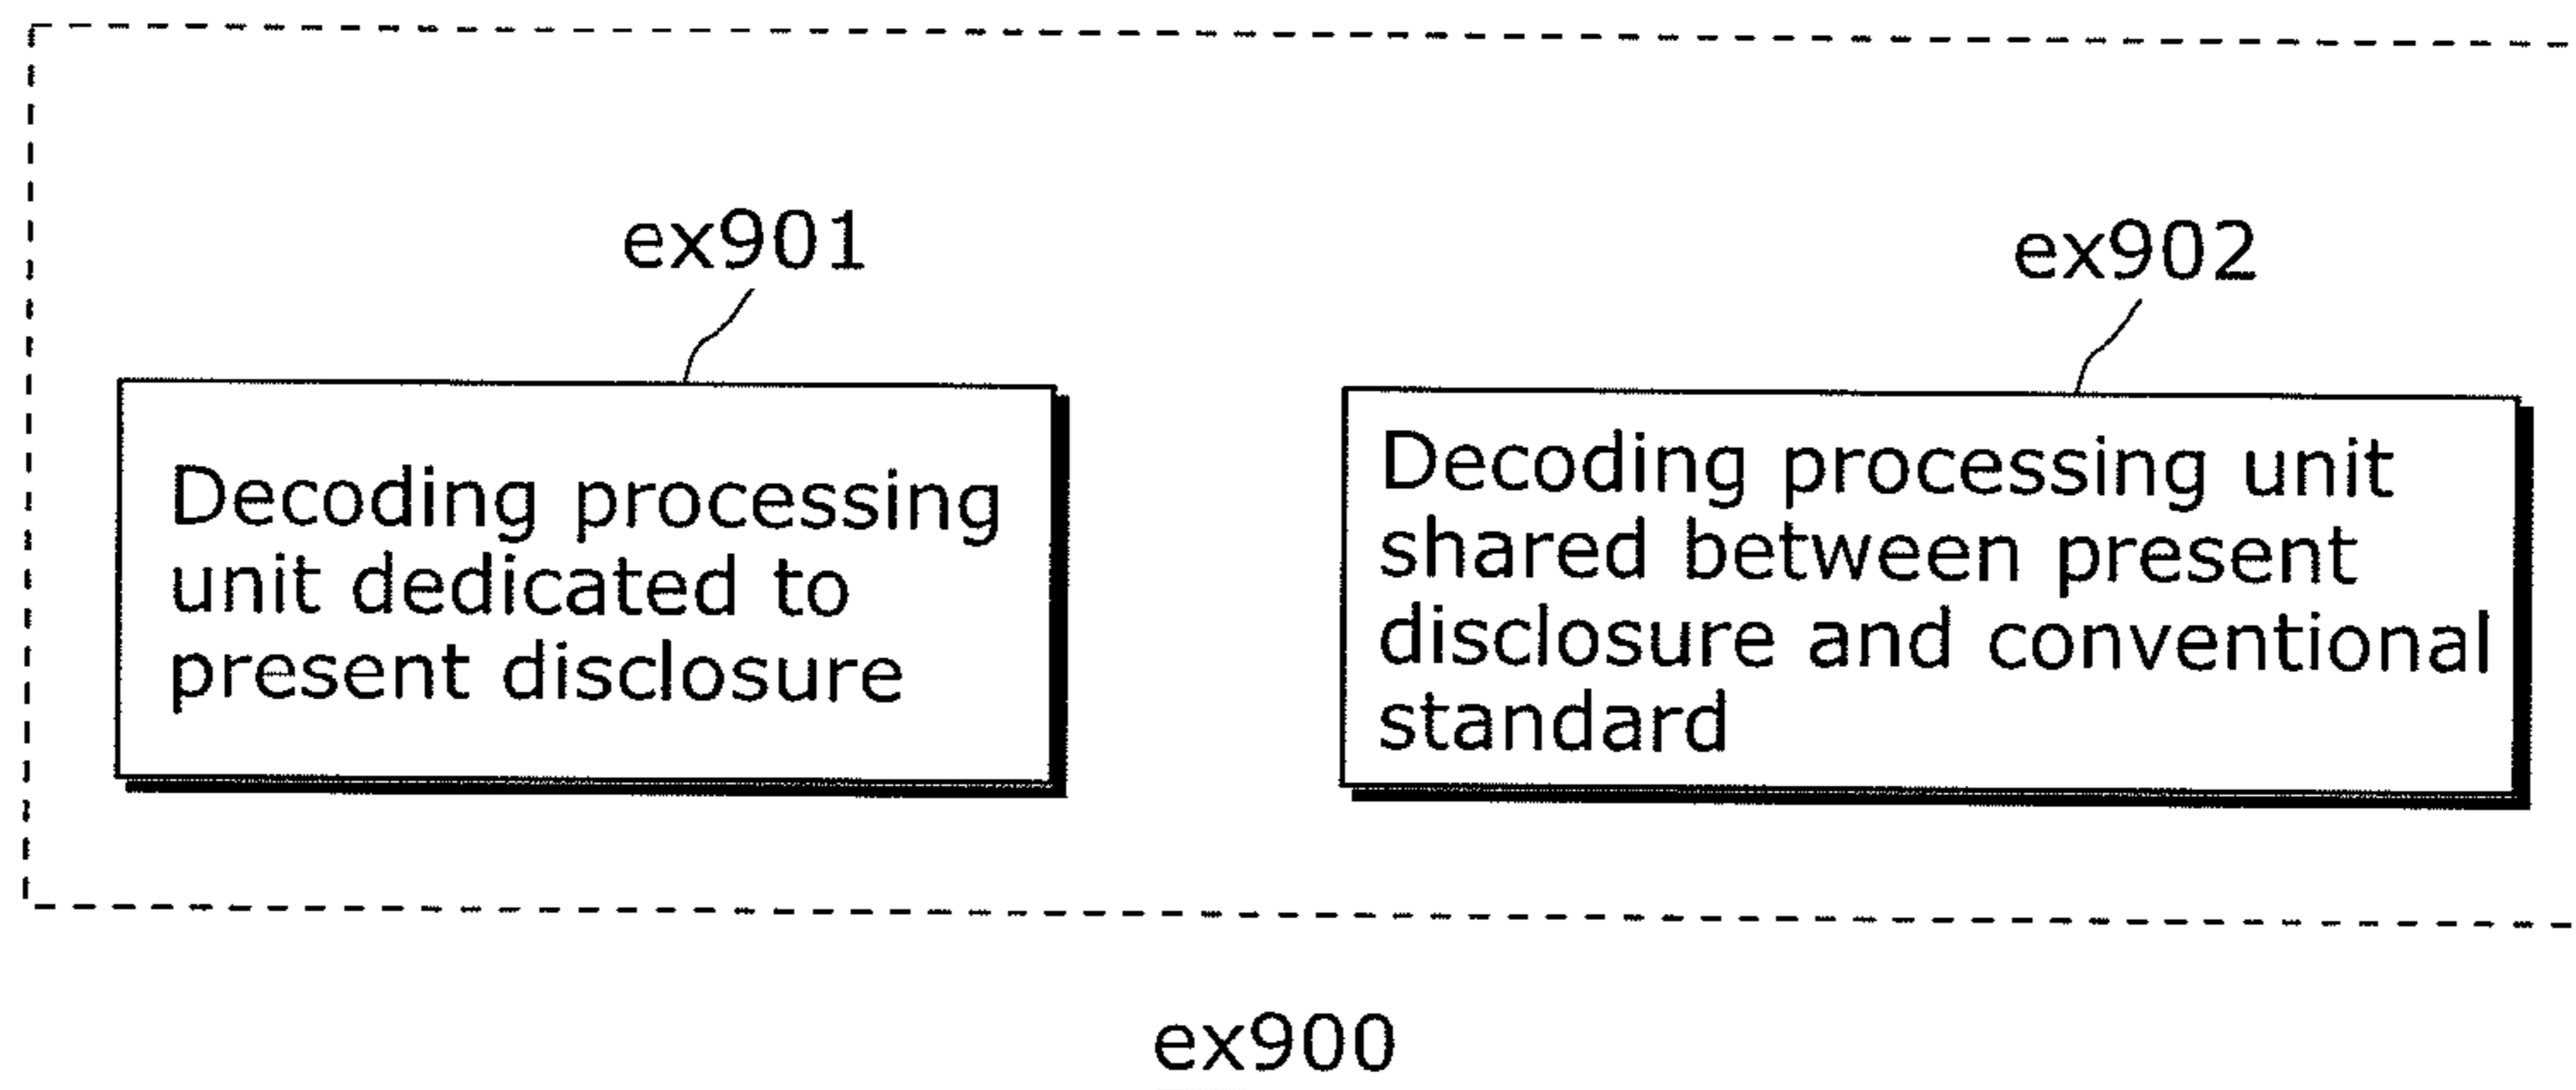 ex901
ex902
Decoding processing
unit dedicated to
present disclosure
Decoding processing unit
shared between present
disclosure and conventional
standard
ex900